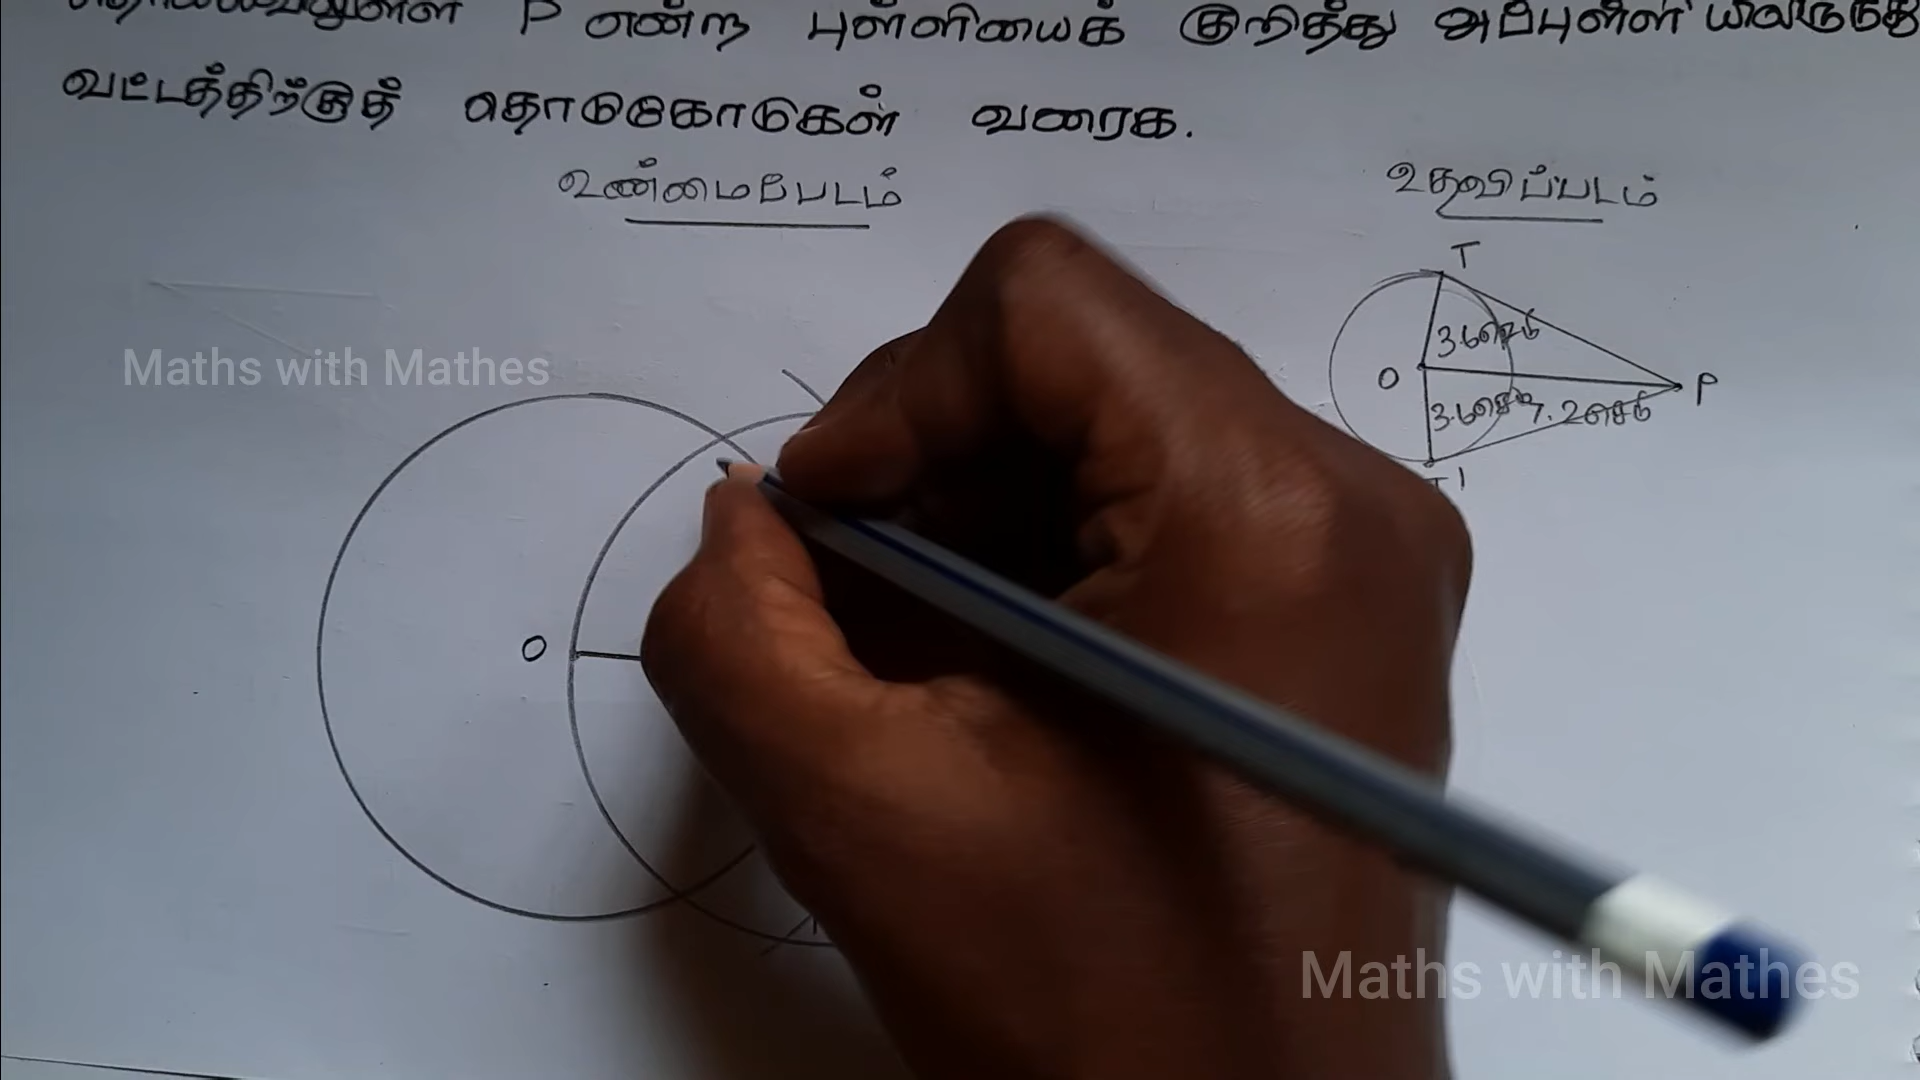 P என்ற புள்ளியைக் குறித்து அப்புள்ளியிலிருந்து
வட்டத்திற்குத் தொடுகோடுகள் வரைக.
உண்மைபடம்
உதவிப்படம்
T
3.6செமீ
O
P
3.6செமீ
7.2செமீ
T'
Maths with Mathes
O
Maths with Mathes